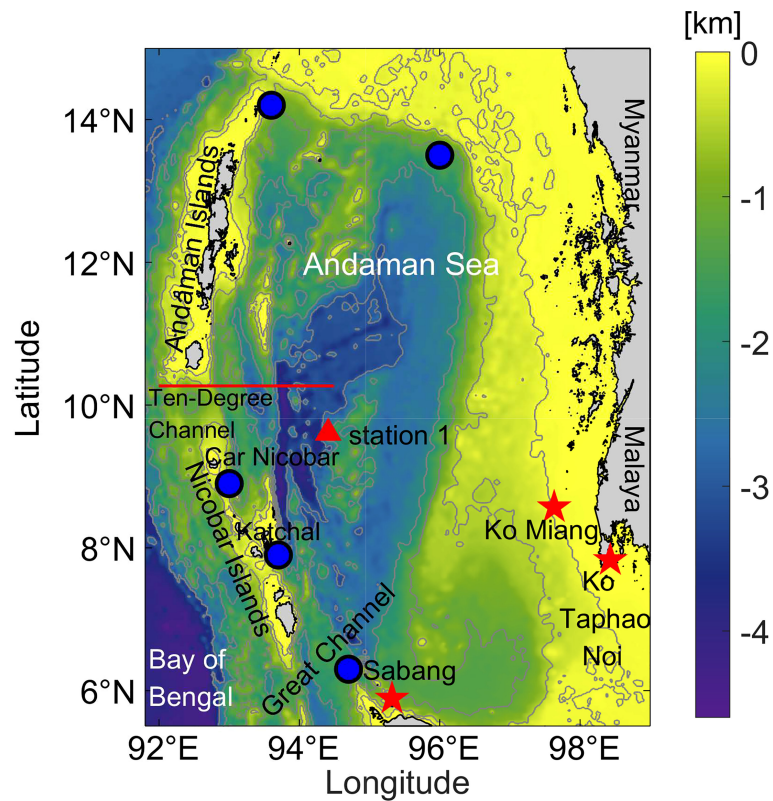 [km]
0
-1
-2
-3
-4
14°N
12°N
10°N
8°N
6°N
Latitude
Andaman Islands
Myanmar
Andaman Sea
Ten-Degree
Channel
station 1
Car Nicobar
Malaya
Nicobar Islands
Katchal
Ko Miang
Ko
Taphao
Noi
Great Channel
Sabang
Bay of
Bengal
92°E
94°E
96°E
98°E
Longitude